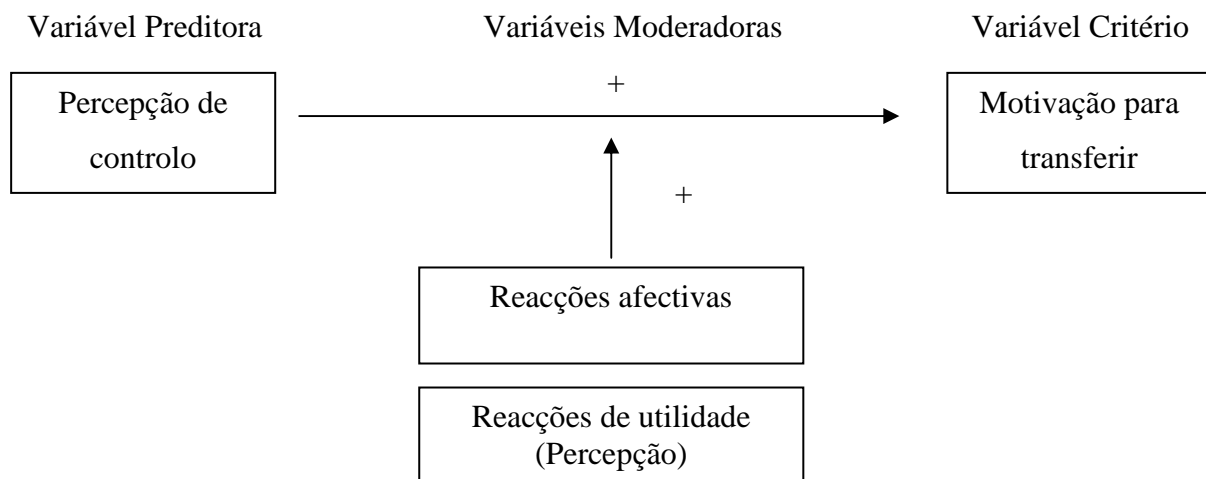 Variável Preditora
Variáveis Moderadoras
Variável Critério
+
Percepção de
controlo
Motivação para
transferir
+
Reacções afectivas
Reacções de utilidade
(Percepção)